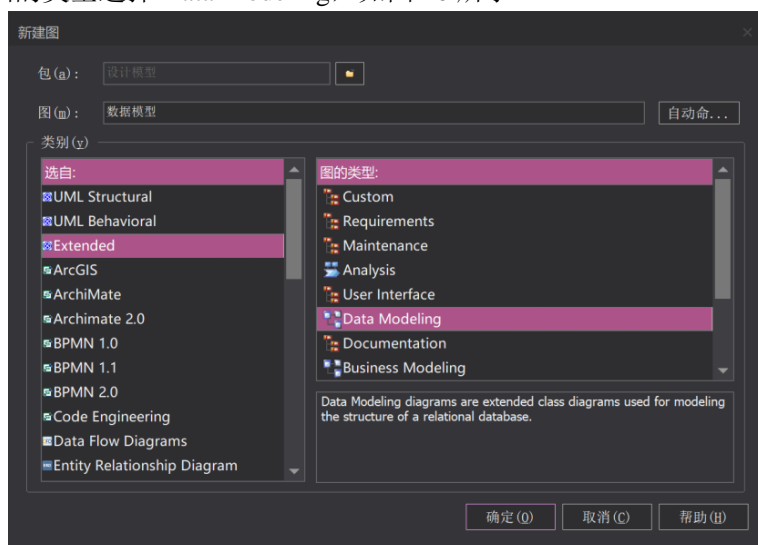 新建图
包(a):
设计模型
图(m):
数据模型
自动命...
类别(y)
选自:
UML Structural
UML Behavioral
Extended
ArcGIS
ArchiMate
Archimate 2.0
BPMN 1.0
BPMN 1.1
BPMN 2.0
Code Engineering
Data Flow Diagrams
Entity Relationship Diagram
图的类型:
Custom
Requirements
Maintenance
Analysis
User Interface
Data Modeling
Documentation
Business Modeling
Data Modeling diagrams are extended class diagrams used for modeling
the structure of a relational database.
确定(O)
取消(C)
帮助(H)